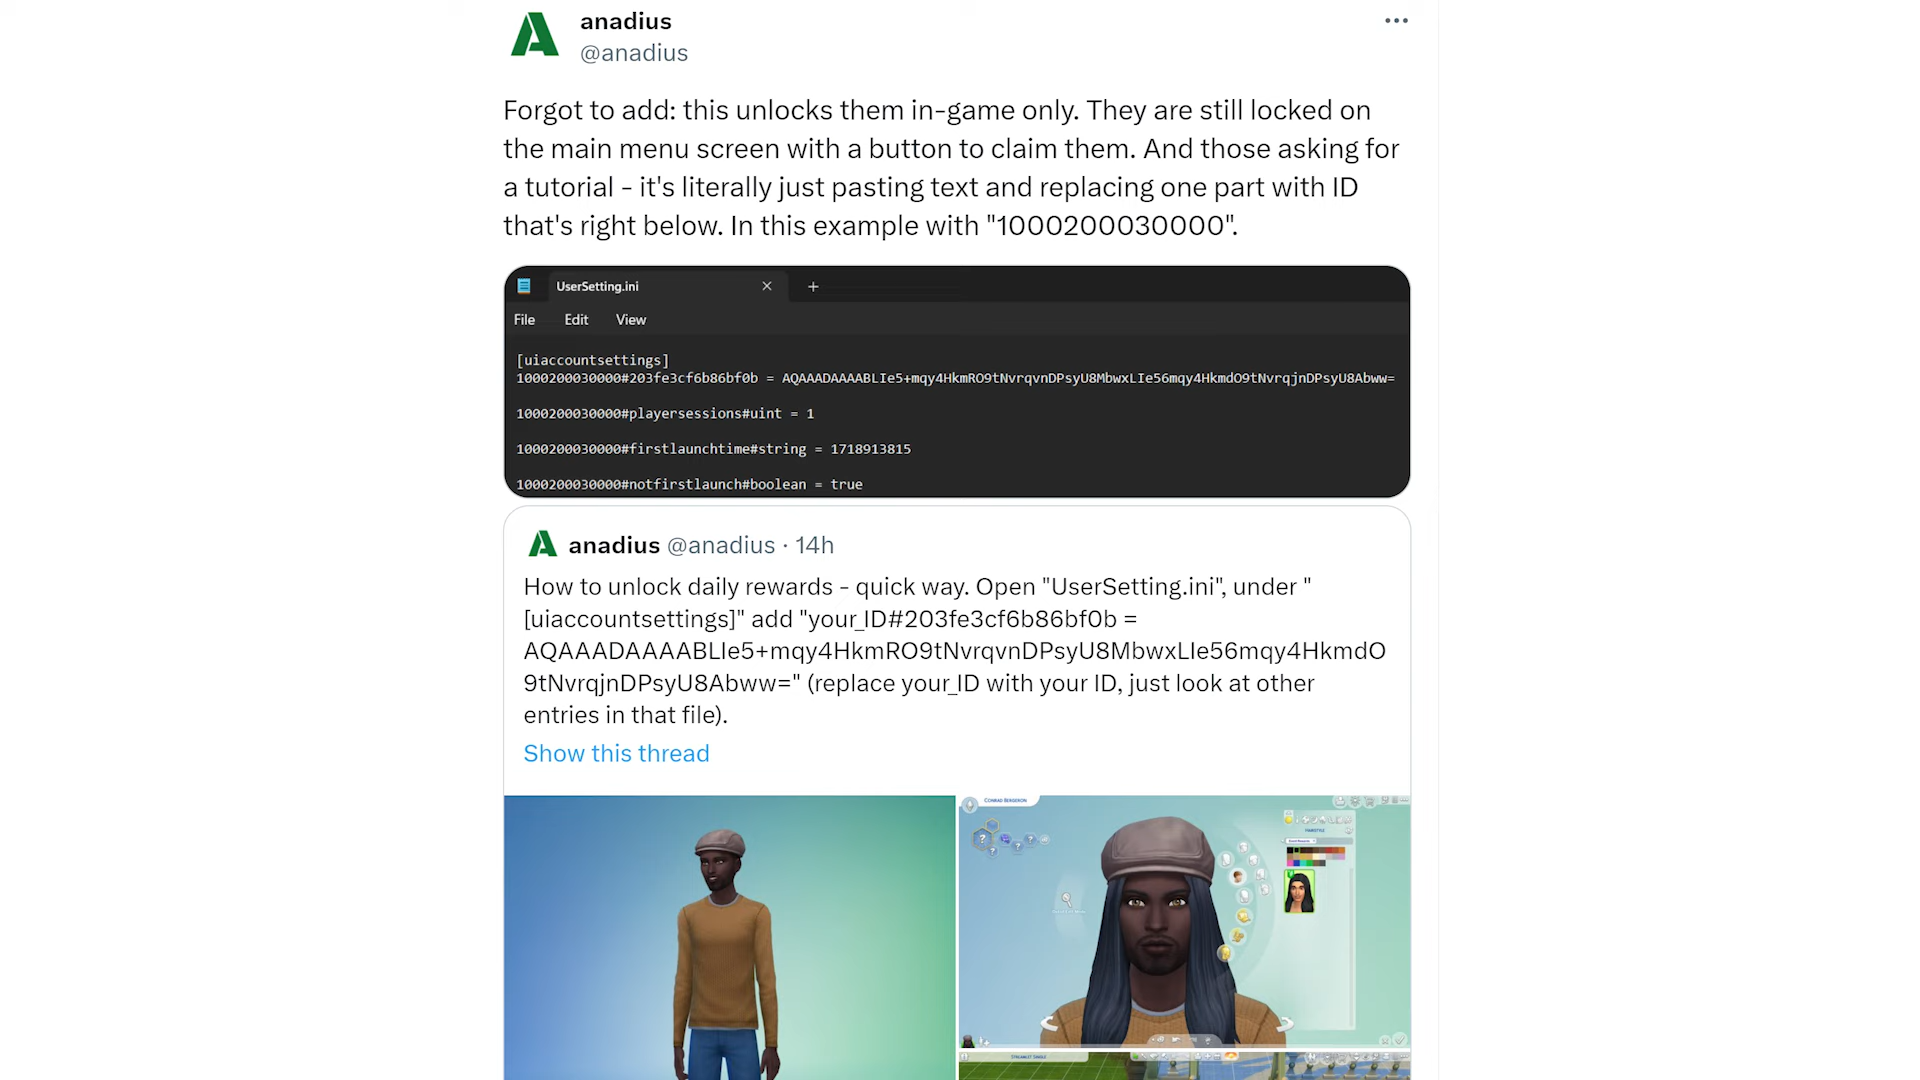 anadius
@anadius
Forgot to add: this unlocks them in-game only. They are still locked on
the main menu screen with a button to claim them. And those asking for
a tutorial - it's literally just pasting text and replacing one part with ID
that's right below. In this example with "1000200030000".
UserSetting.ini
File Edit View
[uiaccountsettings]
1000200030000#203fe3cf6b86bf0b = AQAAADAAAABLIe5+mqy4HkmRO9tNvrqvnDPsyU8MbwxLIe56mqy4HkmdO9tNvrqjnDPsyU8Abww=
1000200030000#playersessions#uint = 1
1000200030000#firstlaunchtime#string = 1718913815
1000200030000#notfirstlaunch#boolean = true
anadius @anadius · 14h
How to unlock daily rewards - quick way. Open "UserSetting.ini", under "
[uiaccountsettings]" add "your_ID#203fe3cf6b86bf0b =
AQAAADAAAABLIe5+mqy4HkmRO9tNvrqvnDPsyU8MbwxLIe56mqy4HkmdO
9tNvrqjnDPsyU8Abww=" (replace your_ID with your ID, just look at other
entries in that file).
Show this thread
CONRAD BERGERON
HAIRSTYLE
STREAMLET SINGLE